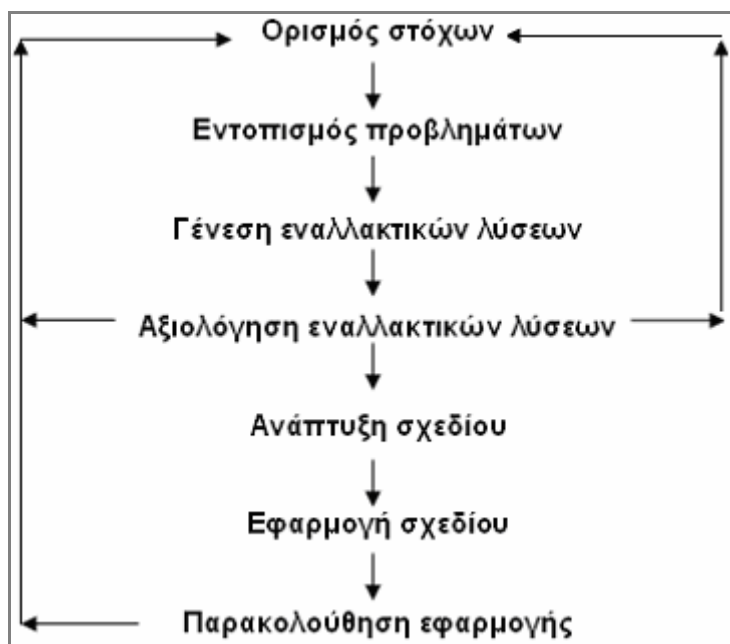 Ορισμός στόχων
Εντοπισμός προβλημάτων
Γένεση εναλλακτικών λύσεων
Αξιολόγηση εναλλακτικών λύσεων
Ανάπτυξη σχεδίου
Εφαρμογή σχεδίου
Παρακολούθηση εφαρμογής